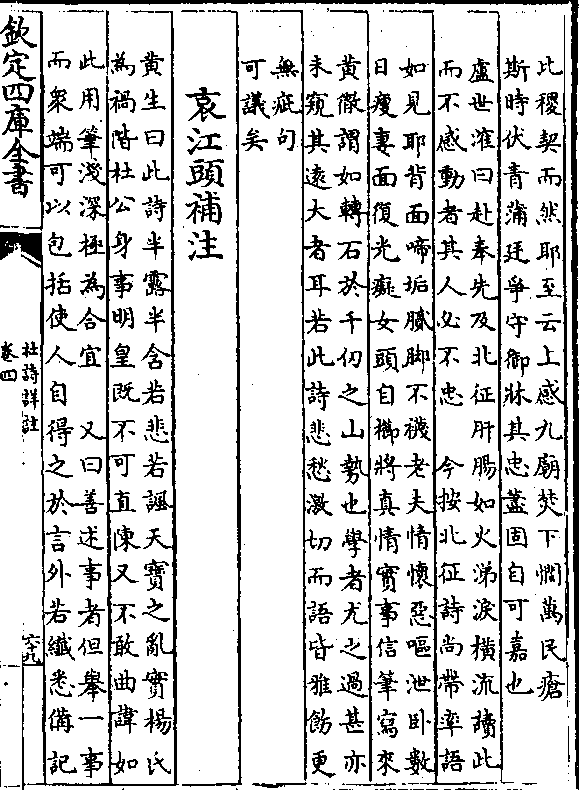 比稷契而然耶至云上感九廟焚下憫萬民瘡
斯時伏青蒲廷爭守御牀其忠藎固自可嘉也
盧世㴶曰赴奉先及北征肝腸如火涕淚橫流讀此
而不感動者其人必不忠　今按北征詩尚帶率語
如見耶背面啼垢膩脚不襪老夫情懷惡嘔泄卧數
日瘦妻面復光癡女頭自櫛將真情實事信筆寫來
黄徹謂如轉石於千仞之山勢也學者尤之過甚亦
未窺其遠大者耳若此詩悲愁激切而語皆雅飭更
無疵句
可議矣
哀江頭補注
黄生曰此詩半露半含若悲若諷天寶之亂實楊氏
為禍階杜公身事明皇既不可直陳又不敢曲諱如
此用筆淺深極為合宜　又曰善述事者但舉一事
而衆端可以包括使人自得之於言外若纎悉備記
欽定四庫全書
杜詩詳註
卷四
六十九